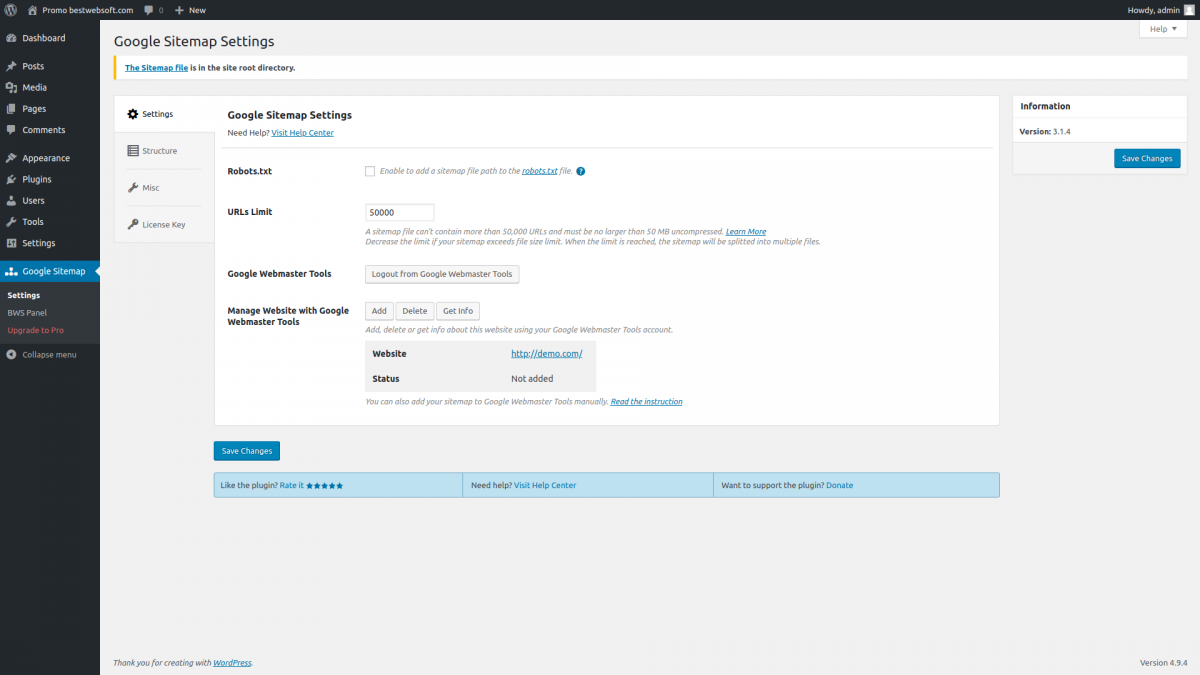 Promo bestwebsoft.com 0 New Howdy, admin
Help
Dashboard
Posts
Media
Pages
Comments
Appearance
Plugins
Users
Tools
Settings
Google Sitemap
Settings
BWS Panel
Upgrade to Pro
Collapse menu
Google Sitemap Settings
The Sitemap file is in the site root directory.
Settings
Structure
Misc
License Key
Google Sitemap Settings
Need Help? Visit Help Center
Robots.txt
Enable to add a sitemap file path to the robots.txt file. ?
URLs Limit
50000
A sitemap file can't contain more than 50,000 URLs and must be no larger than 50 MB uncompressed. Learn More
Decrease the limit if your sitemap exceeds file size limit. When the limit is reached, the sitemap will be splitted into multiple files.
Google Webmaster Tools
Logout from Google Webmaster Tools
Manage Website with Google
Webmaster Tools
Add Delete Get Info
Add, delete or get info about this website using your Google Webmaster Tools account.
Website http://demo.com/
Status Not added
You can also add your sitemap to Google Webmaster Tools manually. Read the instruction
Information
Version: 3.1.4
Save Changes
Save Changes
Like the plugin? Rate it ★★★★★
Need help? Visit Help Center
Want to support the plugin? Donate
Thank you for creating with WordPress.
Version 4.9.4